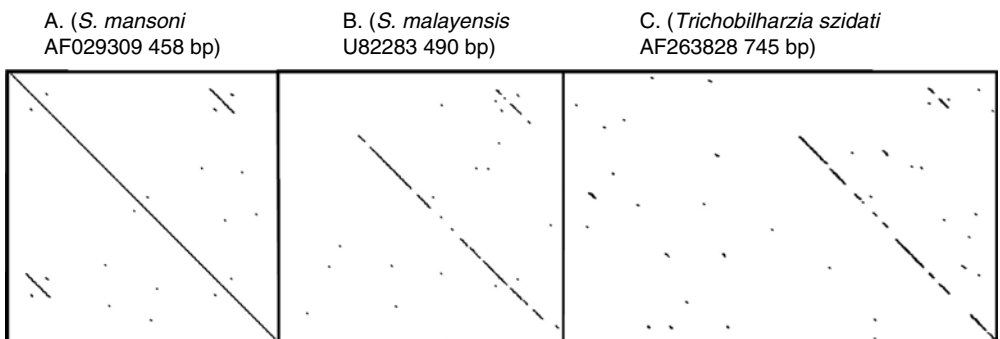 A. (S. mansoni
AF029309 458 bp)
B. (S. malayensis
U82283 490 bp)
C. (Trichobilharzia szidati
AF263828 745 bp)